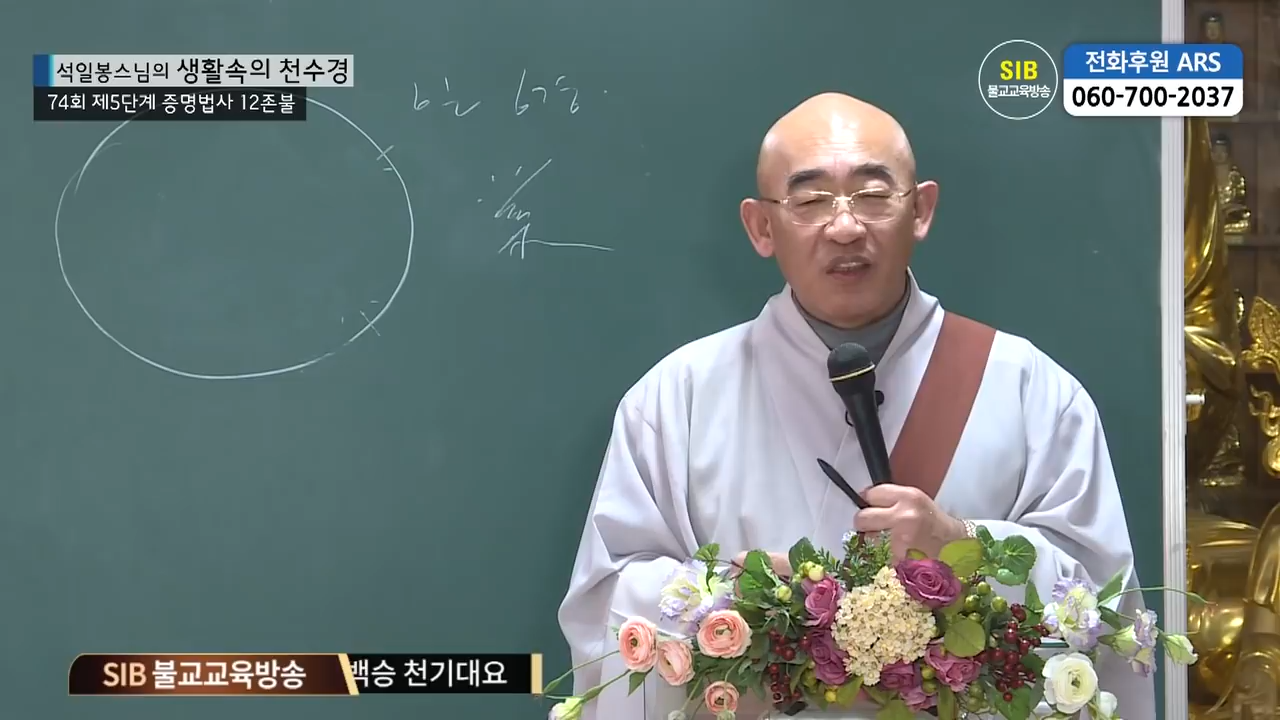 석일봉스님의 생활속의 천수경
74회 제5단계 증명법사 12존불
SIB
불교교육방송
전화후원 ARS
060-700-2037
SIB 불교교육방송
백승 천기대요